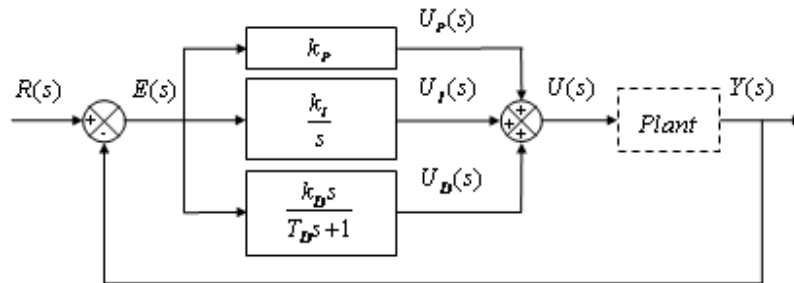 U_P(s)
k_P
R(s)
E(s)
+
-
k_I
s
U_I(s)
+
+
+
U(s)
Plant
Y(s)
k_D s
T_D s+1
U_D(s)